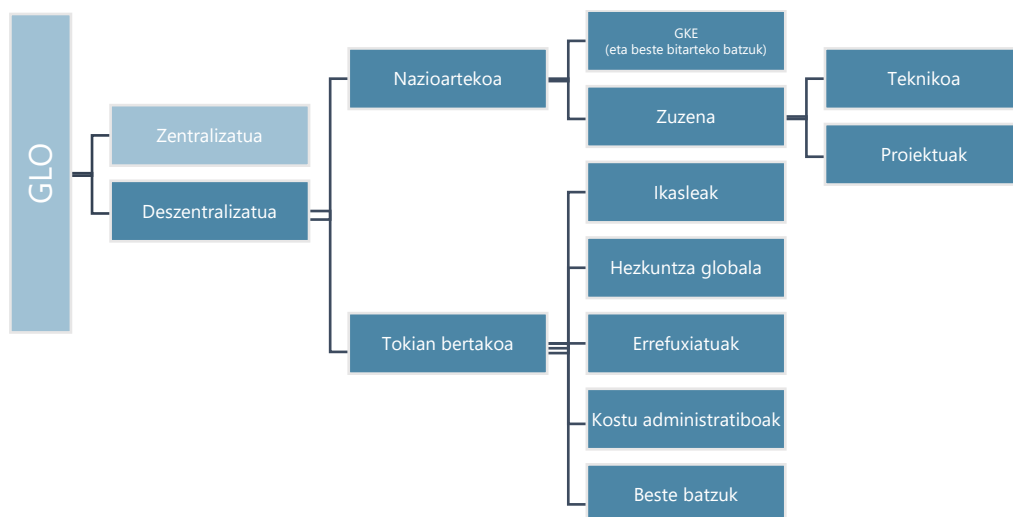 GLO
Zentralizatua
Deszentralizatua
Nazioartekoa
GKE
(eta beste bitarteko batzuk)
Zuzena
Teknikoa
Proiektuak
Tokian bertakoa
Ikasleak
Hezkuntza globala
Errefuxiatuak
Kostu administratiboak
Beste batzuk